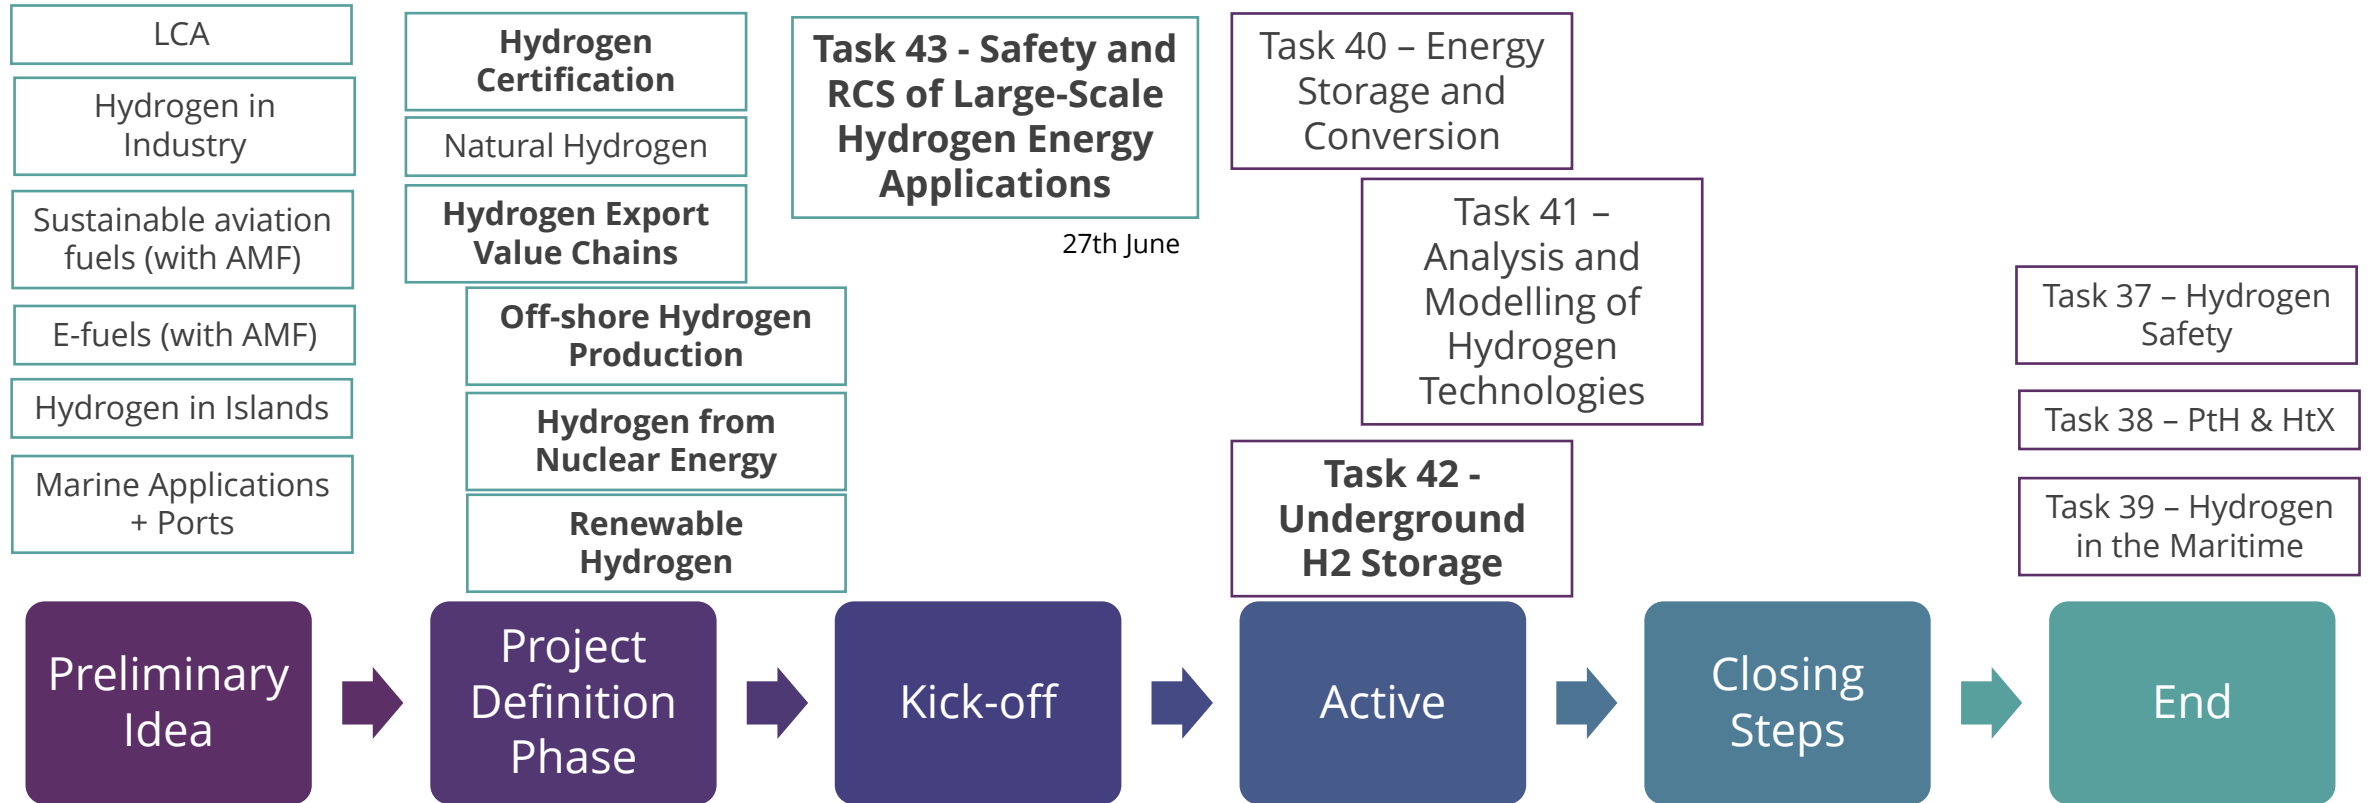 LCA
Hydrogen in
Industry
Sustainable aviation
fuels (with AMF)
E-fuels (with AMF)
Hydrogen in Islands
Marine Applications
+ Ports
Hydrogen
Certification
Natural Hydrogen
Hydrogen Export
Value Chains
Off-shore Hydrogen
Production
Hydrogen from
Nuclear Energy
Renewable
Hydrogen
Task 43 - Safety and
RCS of Large-Scale
Hydrogen Energy
Applications
27th June
Task 40 – Energy
Storage and
Conversion
Task 41 –
Analysis and
Modelling of
Hydrogen
Technologies
Task 42 -
Underground
H2 Storage
Task 37 – Hydrogen
Safety
Task 38 – PtH & HtX
Task 39 – Hydrogen
in the Maritime
Preliminary
Idea
Project
Definition
Phase
Kick-off
Active
Closing
Steps
End